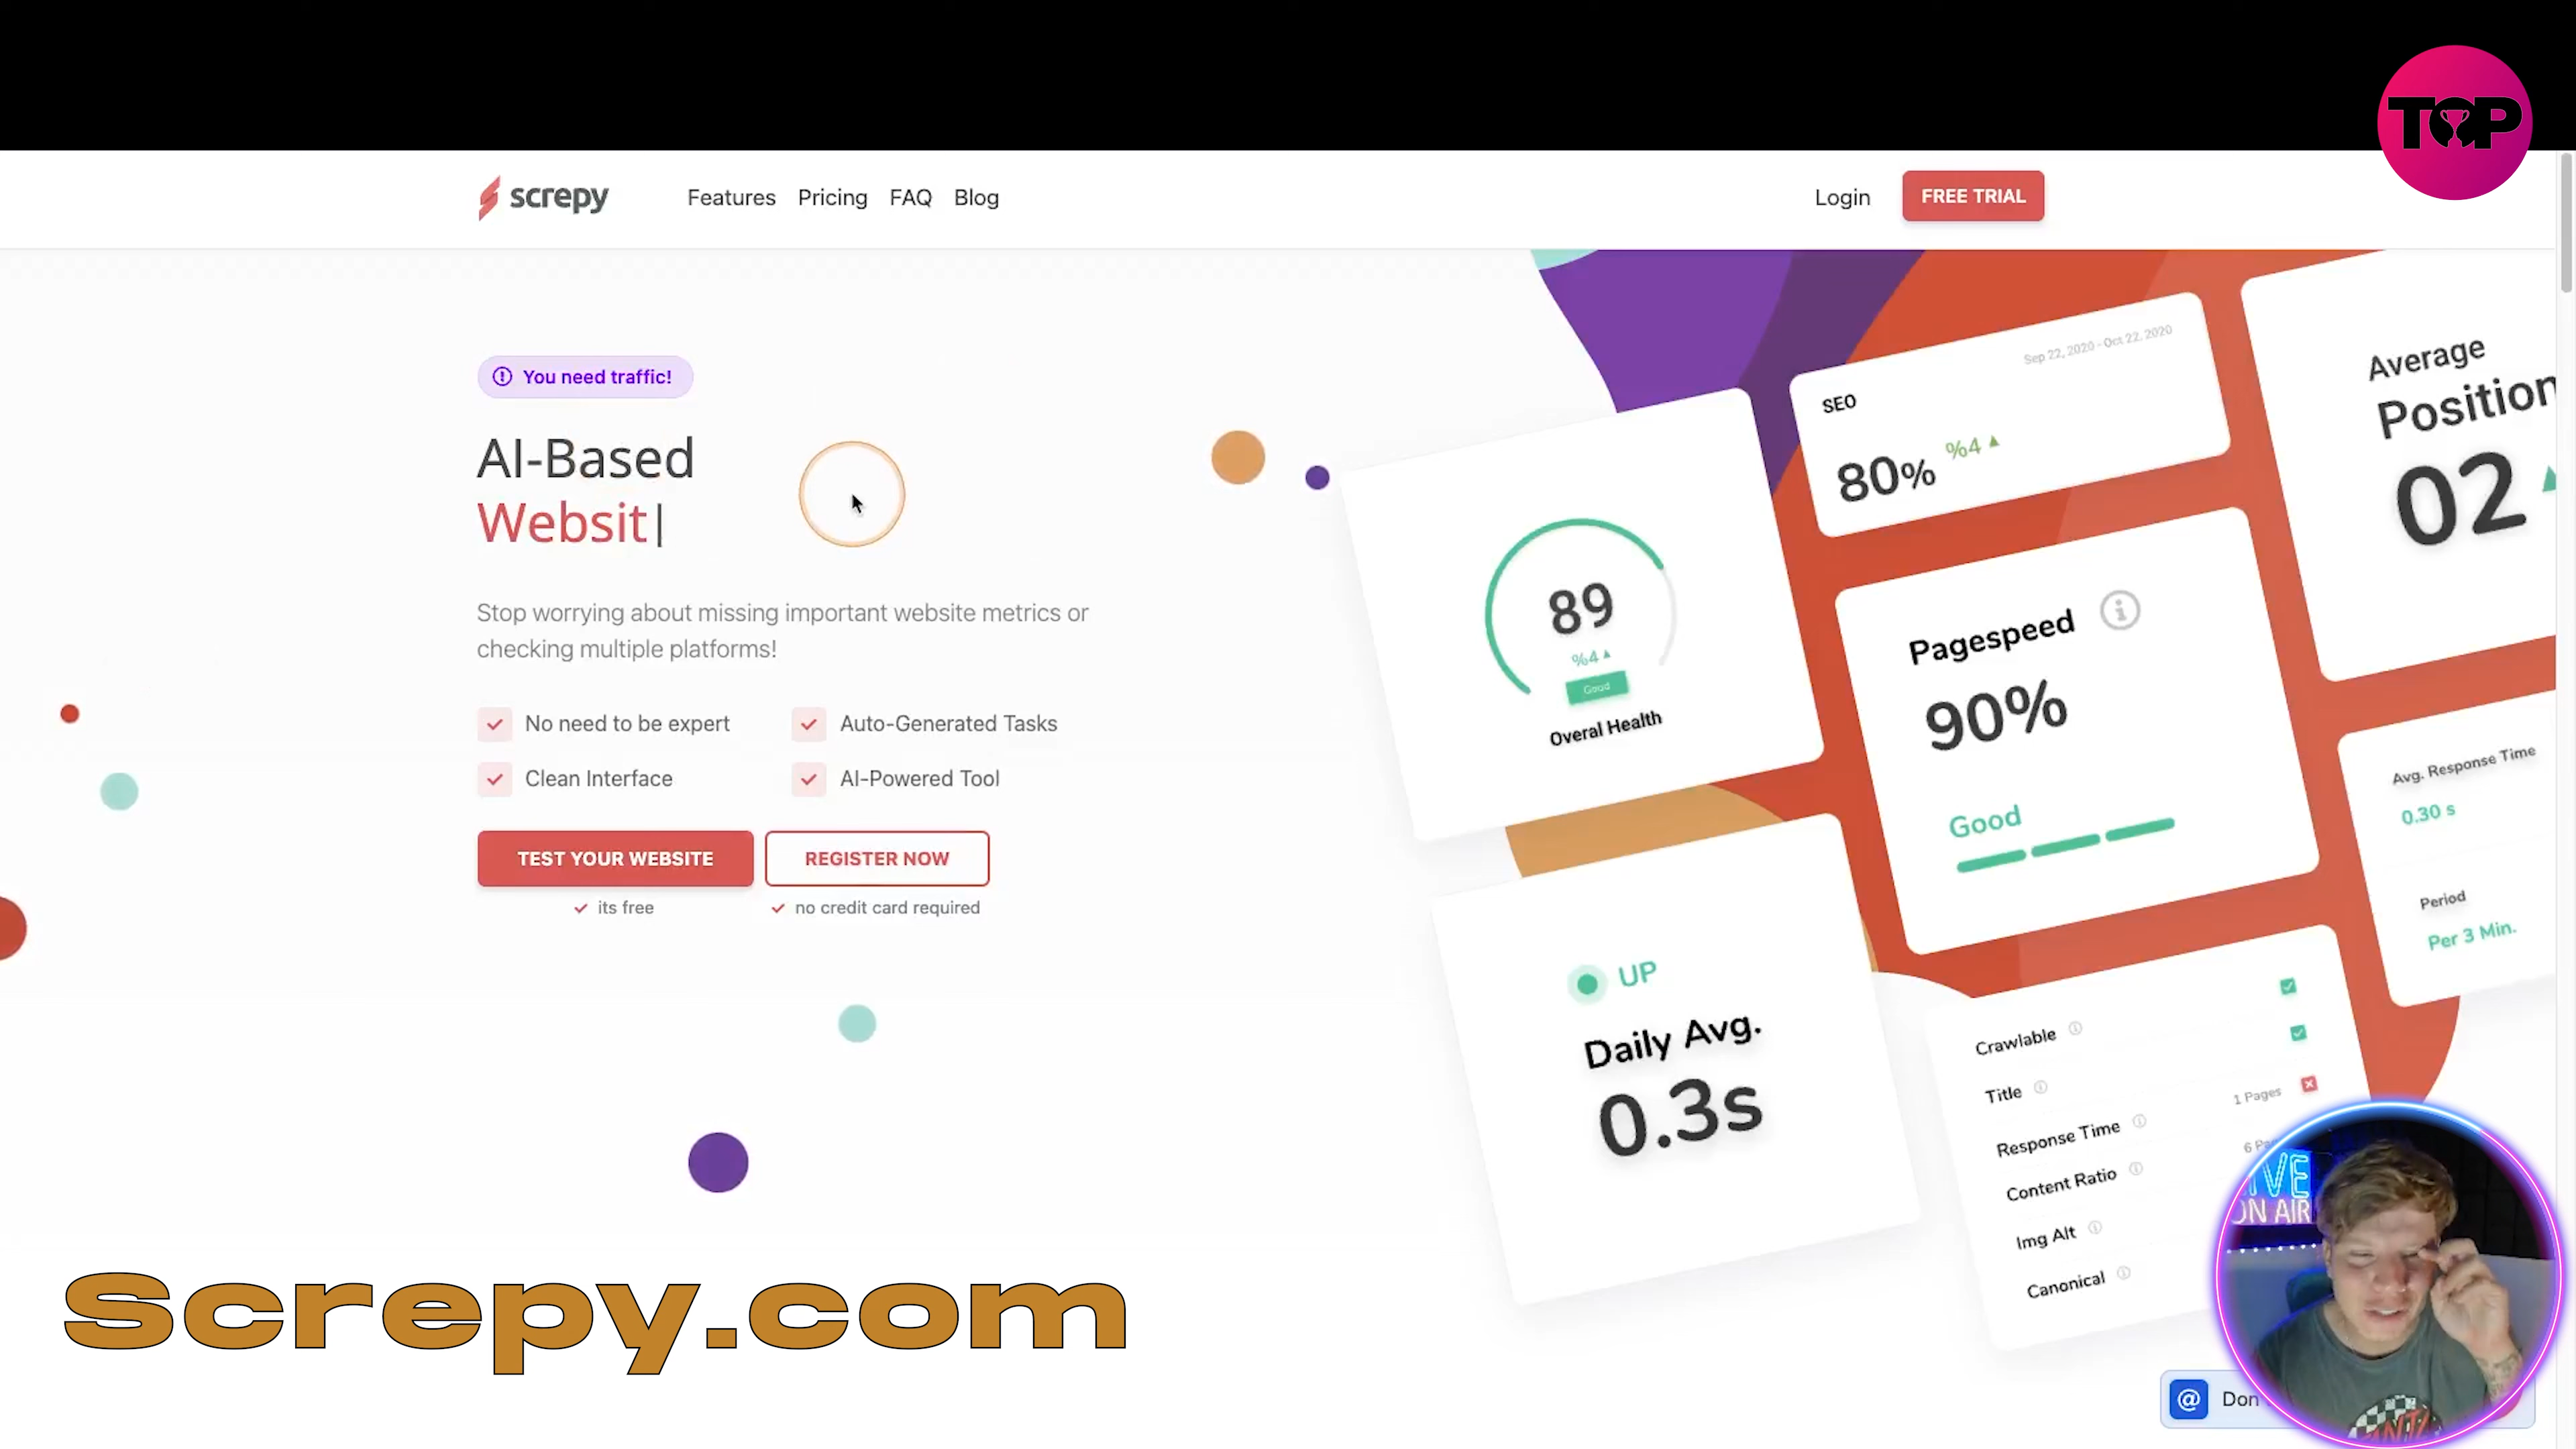 TOP
screpy
Features Pricing FAQ Blog
Login
FREE TRIAL
You need traffic!
AI-Based
Websit
Stop worrying about missing important website metrics or
checking multiple platforms!
No need to be expert
Auto-Generated Tasks
Clean Interface
AI-Powered Tool
TEST YOUR WEBSITE
REGISTER NOW
its free
no credit card required
Sep 22, 2020 - Oct 22, 2020
SEO
80% %4
Average
Position
02
89
%4
Good
Overal Health
Pagespeed
90%
Good
Avg. Response Time
0.30 s
Period
Per 3 Min.
UP
Daily Avg.
0.3s
Crawlable
Title
1 Pages
Response Time
Content Ratio
Img Alt
Canonical
ON AIR
Screpy.com
@ Don